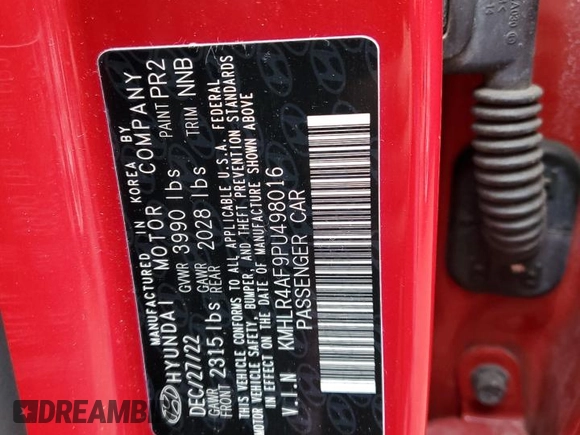 MANUFACTURED IN KOREA BY
HYUNDAI MOTOR COMPANY
DEC/27/22 GVWR 3990 lbs PAINT PR2
GAWR FRONT 2315 lbs GAWR REAR 2028 lbs TRIM NNB
THIS VEHICLE CONFORMS TO ALL APPLICABLE U.S.A. FEDERAL
MOTOR VEHICLE SAFETY, BUMPER, AND THEFT PREVENTION STANDARDS
IN EFFECT ON THE DATE OF MANUFACTURE SHOWN ABOVE
V.I.N KMHLR4AF9PU498016
PASSENGER CAR
DREAMB